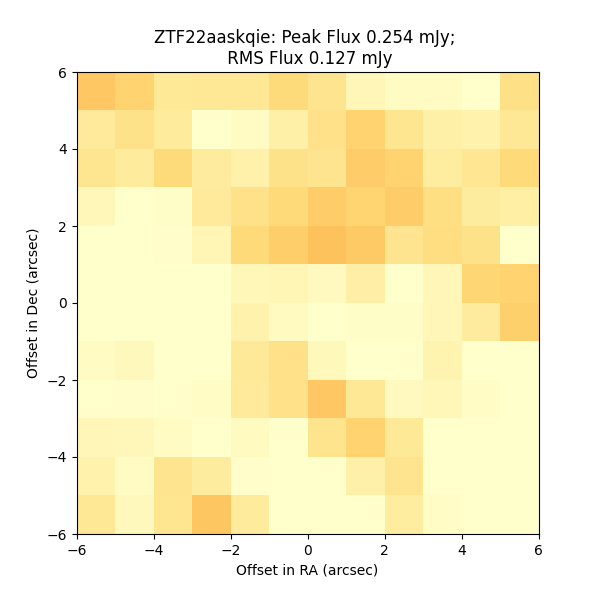 ZTF22aaskqie: Peak Flux 0.254 mJy;
RMS Flux 0.127 mJy
6
4
2
0
−2
−4
−6
Offset in Dec (arcsec)
−6 −4 −2 0 2 4 6
Offset in RA (arcsec)